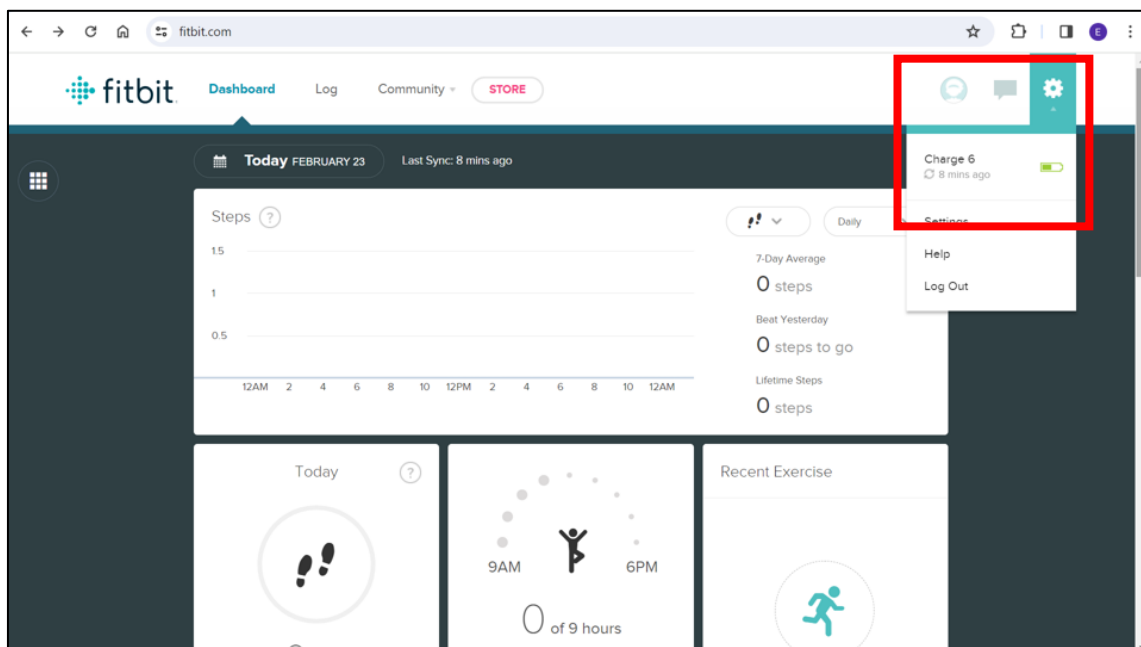 fitbit.com
E
fitbit.
Dashboard Log Community STORE
Today FEBRUARY 23 Last Sync: 8 mins ago
Charge 6
8 mins ago
Settings
Help
Log Out
Steps ?
Daily
1.5
1
0.5
12AM 2 4 6 8 10 12PM 2 4 6 8 10 12AM
7-Day Average
0 steps
Beat Yesterday
0 steps to go
Lifetime Steps
0 steps
Today ?
9AM 6PM
0 of 9 hours
Recent Exercise